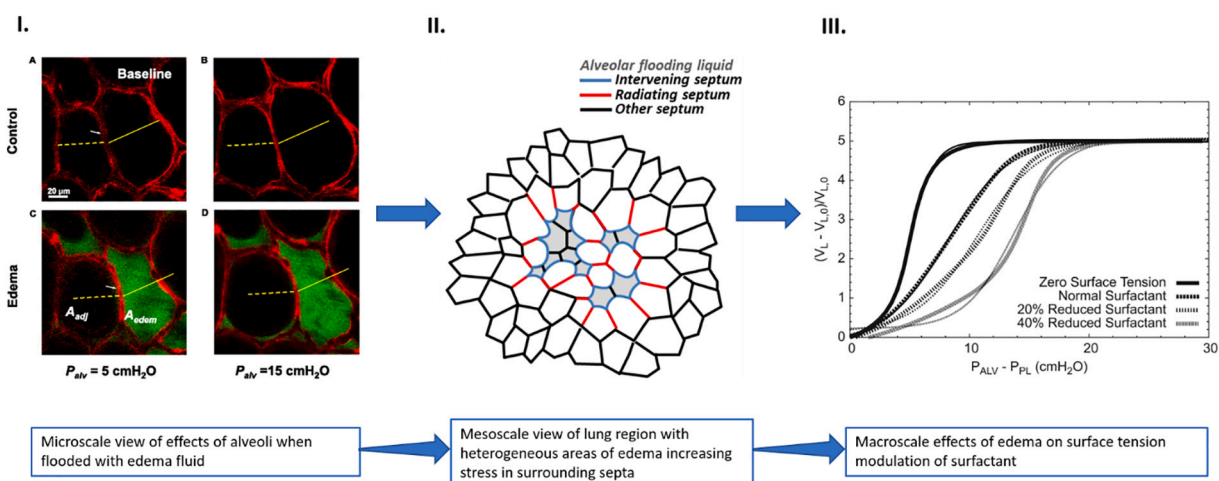 I.
II.
III.
A
Baseline
B
Control
20 μm
C
D
Edema
A_adj
A_edem
P_alv = 5 cmH₂O
P_alv =15 cmH₂O
Alveolar flooding liquid
Intervening septum
Radiating septum
Other septum
6
5
4
3
2
1
0
(V_L - V_L,0)/V_L,0
Zero Surface Tension
Normal Surfactant
20% Reduced Surfactant
40% Reduced Surfactant
0
10
20
30
P_ALV - P_PL (cmH₂O)
Microscale view of effects of alveoli when
flooded with edema fluid
Mesoscale view of lung region with
heterogeneous areas of edema increasing
stress in surrounding septa
Macroscale effects of edema on surface tension
modulation of surfactant